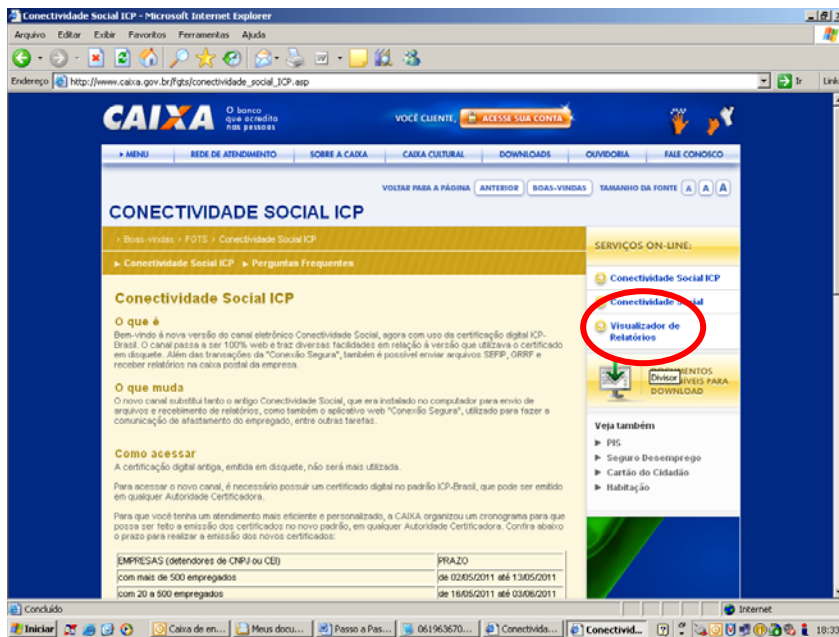 Conectividade Social ICP - Microsoft Internet Explorer
Arquivo Editar Exibir Favoritos Ferramentas Ajuda
Endereço http://www.caixa.gov.br/fgts/conectividade_social_ICP.asp Ir Link
CAIXA O banco
que acredita
nas pessoas
VOCÊ CLIENTE, ACESSE SUA CONTA
MENU REDE DE ATENDIMENTO SOBRE A CAIXA CAIXA CULTURAL DOWNLOADS OUVIDORIA FALE CONOSCO
VOLTAR PARA A PÁGINA ANTERIOR BOAS-VINDAS TAMANHO DA FONTE A A A
CONECTIVIDADE SOCIAL ICP
> Boas-vindas > FGTS > Conectividade Social ICP
Conectividade Social ICP Perguntas Frequentes
Conectividade Social ICP
O que é
Bem-vindo à nova versão do canal eletrônico Conectividade Social, agora com uso da certificação digital ICP-
Brasil. O canal passa a ser 100% web e traz diversas facilidades em relação à versão que utilizava o certificado
em disquete. Além das transações da "Conexão Segura", também é possível enviar arquivos SEFIP, GRRF e
receber relatórios na caixa postal da empresa.
O que muda
O novo canal substitui tanto o antigo Conectividade Social, que era instalado no computador para envio de
arquivos e recebimento de relatórios, como também o aplicativo web "Conexão Segura", utilizado para fazer a
comunicação de afastamento do empregado, entre outras tarefas.
Como acessar
A certificação digital antiga, emitida em disquete, não será mais utilizada.
Para acessar o novo canal, é necessário possuir um certificado digital no padrão ICP-Brasil, que pode ser emitido
em qualquer Autoridade Certificadora.
Para que você tenha um atendimento mais eficiente e personalizado, a CAIXA organizou um cronograma para que
possa ser feito a emissão dos certificados no novo padrão, em qualquer Autoridade Certificadora. Confira abaixo
o prazo para realizar a emissão dos novos certificados:
EMPRESAS (detendores de CNPJ ou CEI) PRAZO
com mais de 500 empregados de 02/05/2011 até 13/05/2011
com 20 a 500 empregados de 16/05/2011 até 03/06/2011
SERVIÇOS ON-LINE:
Conectividade Social ICP
Conectividade Social
Visualizador de
Relatórios
Divisor
PARA
DOWNLOAD
Veja também
PIS
Seguro Desemprego
Cartão do Cidadão
Habitação
Concluído Internet
Iniciar Caixa de en... Meus docu... Passo a Pas... 061963670... Conectivida... Conectivid...